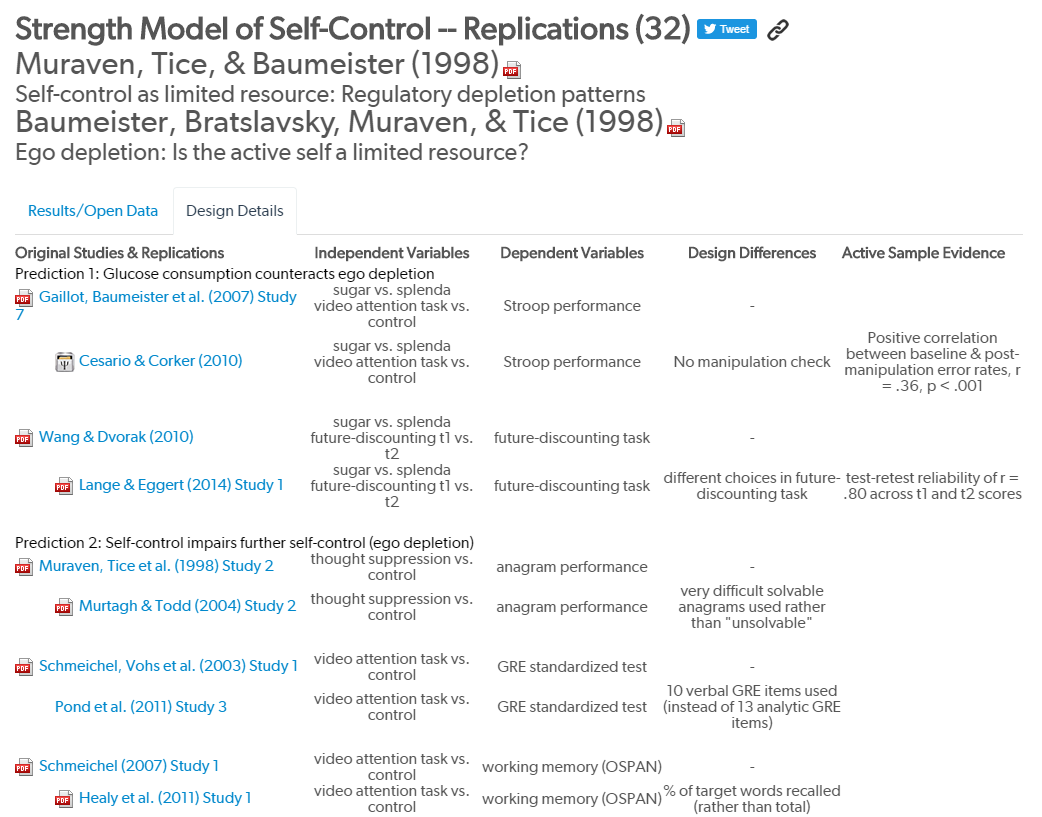 Strength Model of Self-Control -- Replications (32) Tweet
Muraven, Tice, & Baumeister (1998)
Self-control as limited resource: Regulatory depletion patterns
Baumeister, Bratslavsky, Muraven, & Tice (1998)
Ego depletion: Is the active self a limited resource?
Results/Open Data Design Details
Original Studies & Replications Independent Variables Dependent Variables Design Differences Active Sample Evidence
Prediction 1: Glucose consumption counteracts ego depletion
Gaillot, Baumeister et al. (2007) Study 7
sugar vs. splenda
video attention task vs.
control
Stroop performance
-
Cesario & Corker (2010)
sugar vs. splenda
video attention task vs.
control
Stroop performance
No manipulation check
Positive correlation
between baseline & post-
manipulation error rates, r
= .36, p < .001
Wang & Dvorak (2010)
sugar vs. splenda
future-discounting t1 vs.
t2
future-discounting task
-
Lange & Eggert (2014) Study 1
sugar vs. splenda
future-discounting t1 vs.
t2
future-discounting task
different choices in future-
discounting task
test-retest reliability of r =
.80 across t1 and t2 scores
Prediction 2: Self-control impairs further self-control (ego depletion)
Muraven, Tice et al. (1998) Study 2
thought suppression vs.
control
anagram performance
-
Murtagh & Todd (2004) Study 2
thought suppression vs.
control
anagram performance
very difficult solvable
anagrams used rather
than "unsolvable"
Schmeichel, Vohs et al. (2003) Study 1
video attention task vs.
control
GRE standardized test
-
Pond et al. (2011) Study 3
video attention task vs.
control
GRE standardized test
10 verbal GRE items used
(instead of 13 analytic GRE
items)
Schmeichel (2007) Study 1
video attention task vs.
control
working memory (OSPAN)
-
Healy et al. (2011) Study 1
video attention task vs.
control
working memory (OSPAN)
% of target words recalled
(rather than total)